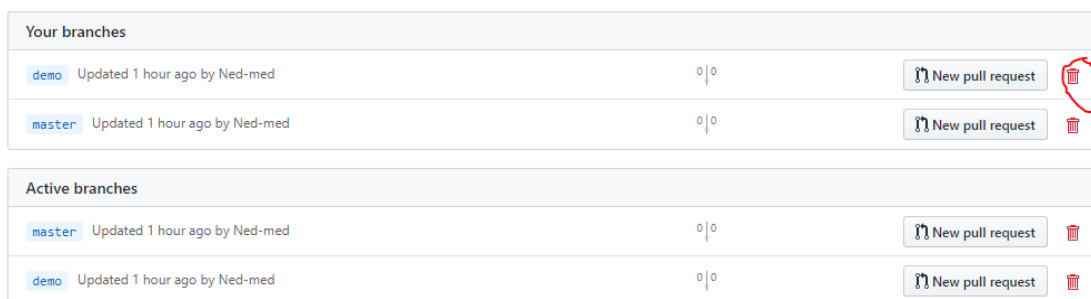 Your branches
demo Updated 1 hour ago by Ned-med 0 0 New pull request
master Updated 1 hour ago by Ned-med 0 0 New pull request
Active branches
master Updated 1 hour ago by Ned-med 0 0 New pull request
demo Updated 1 hour ago by Ned-med 0 0 New pull request